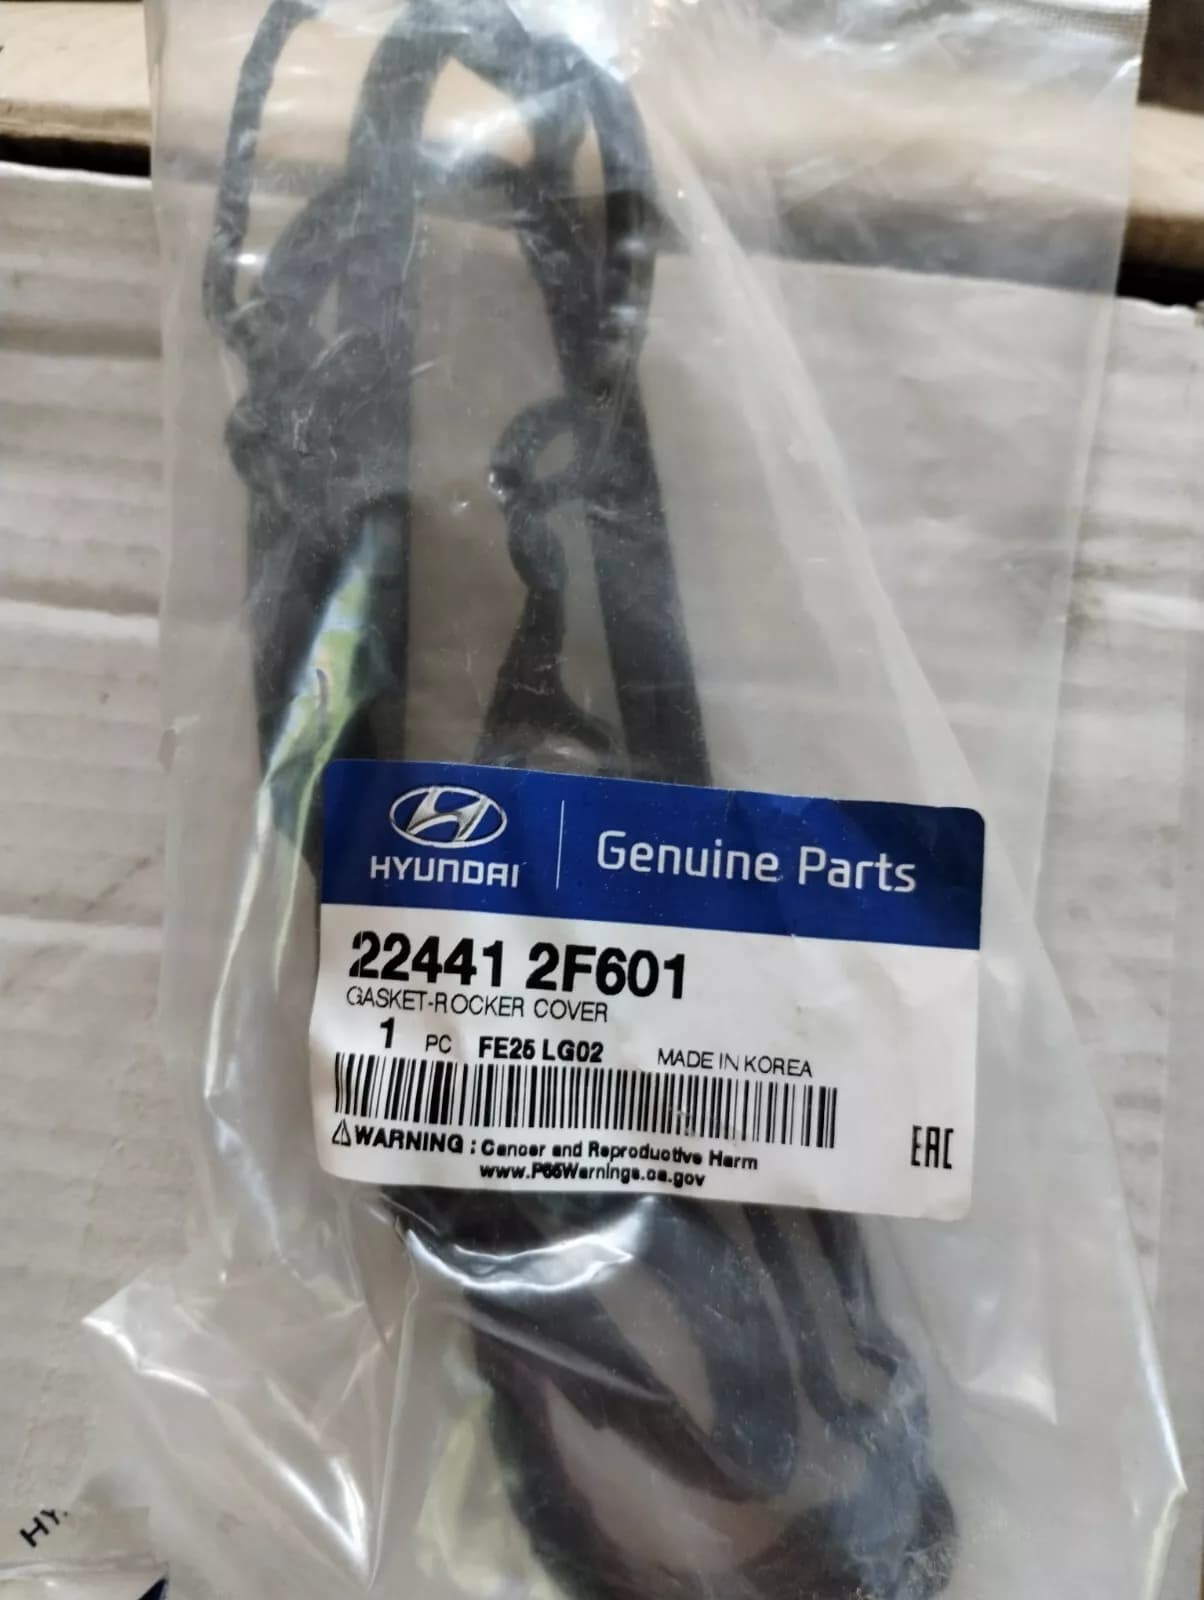 HYUNDAI
Genuine Parts
22441 2F601
GASKET-ROCKER COVER
1 PC FE25 LG02 MADE IN KOREA
⚠WARNING : Cancer and Reproductive Harm
www.P65Warnings.ca.gov
EAC
HY